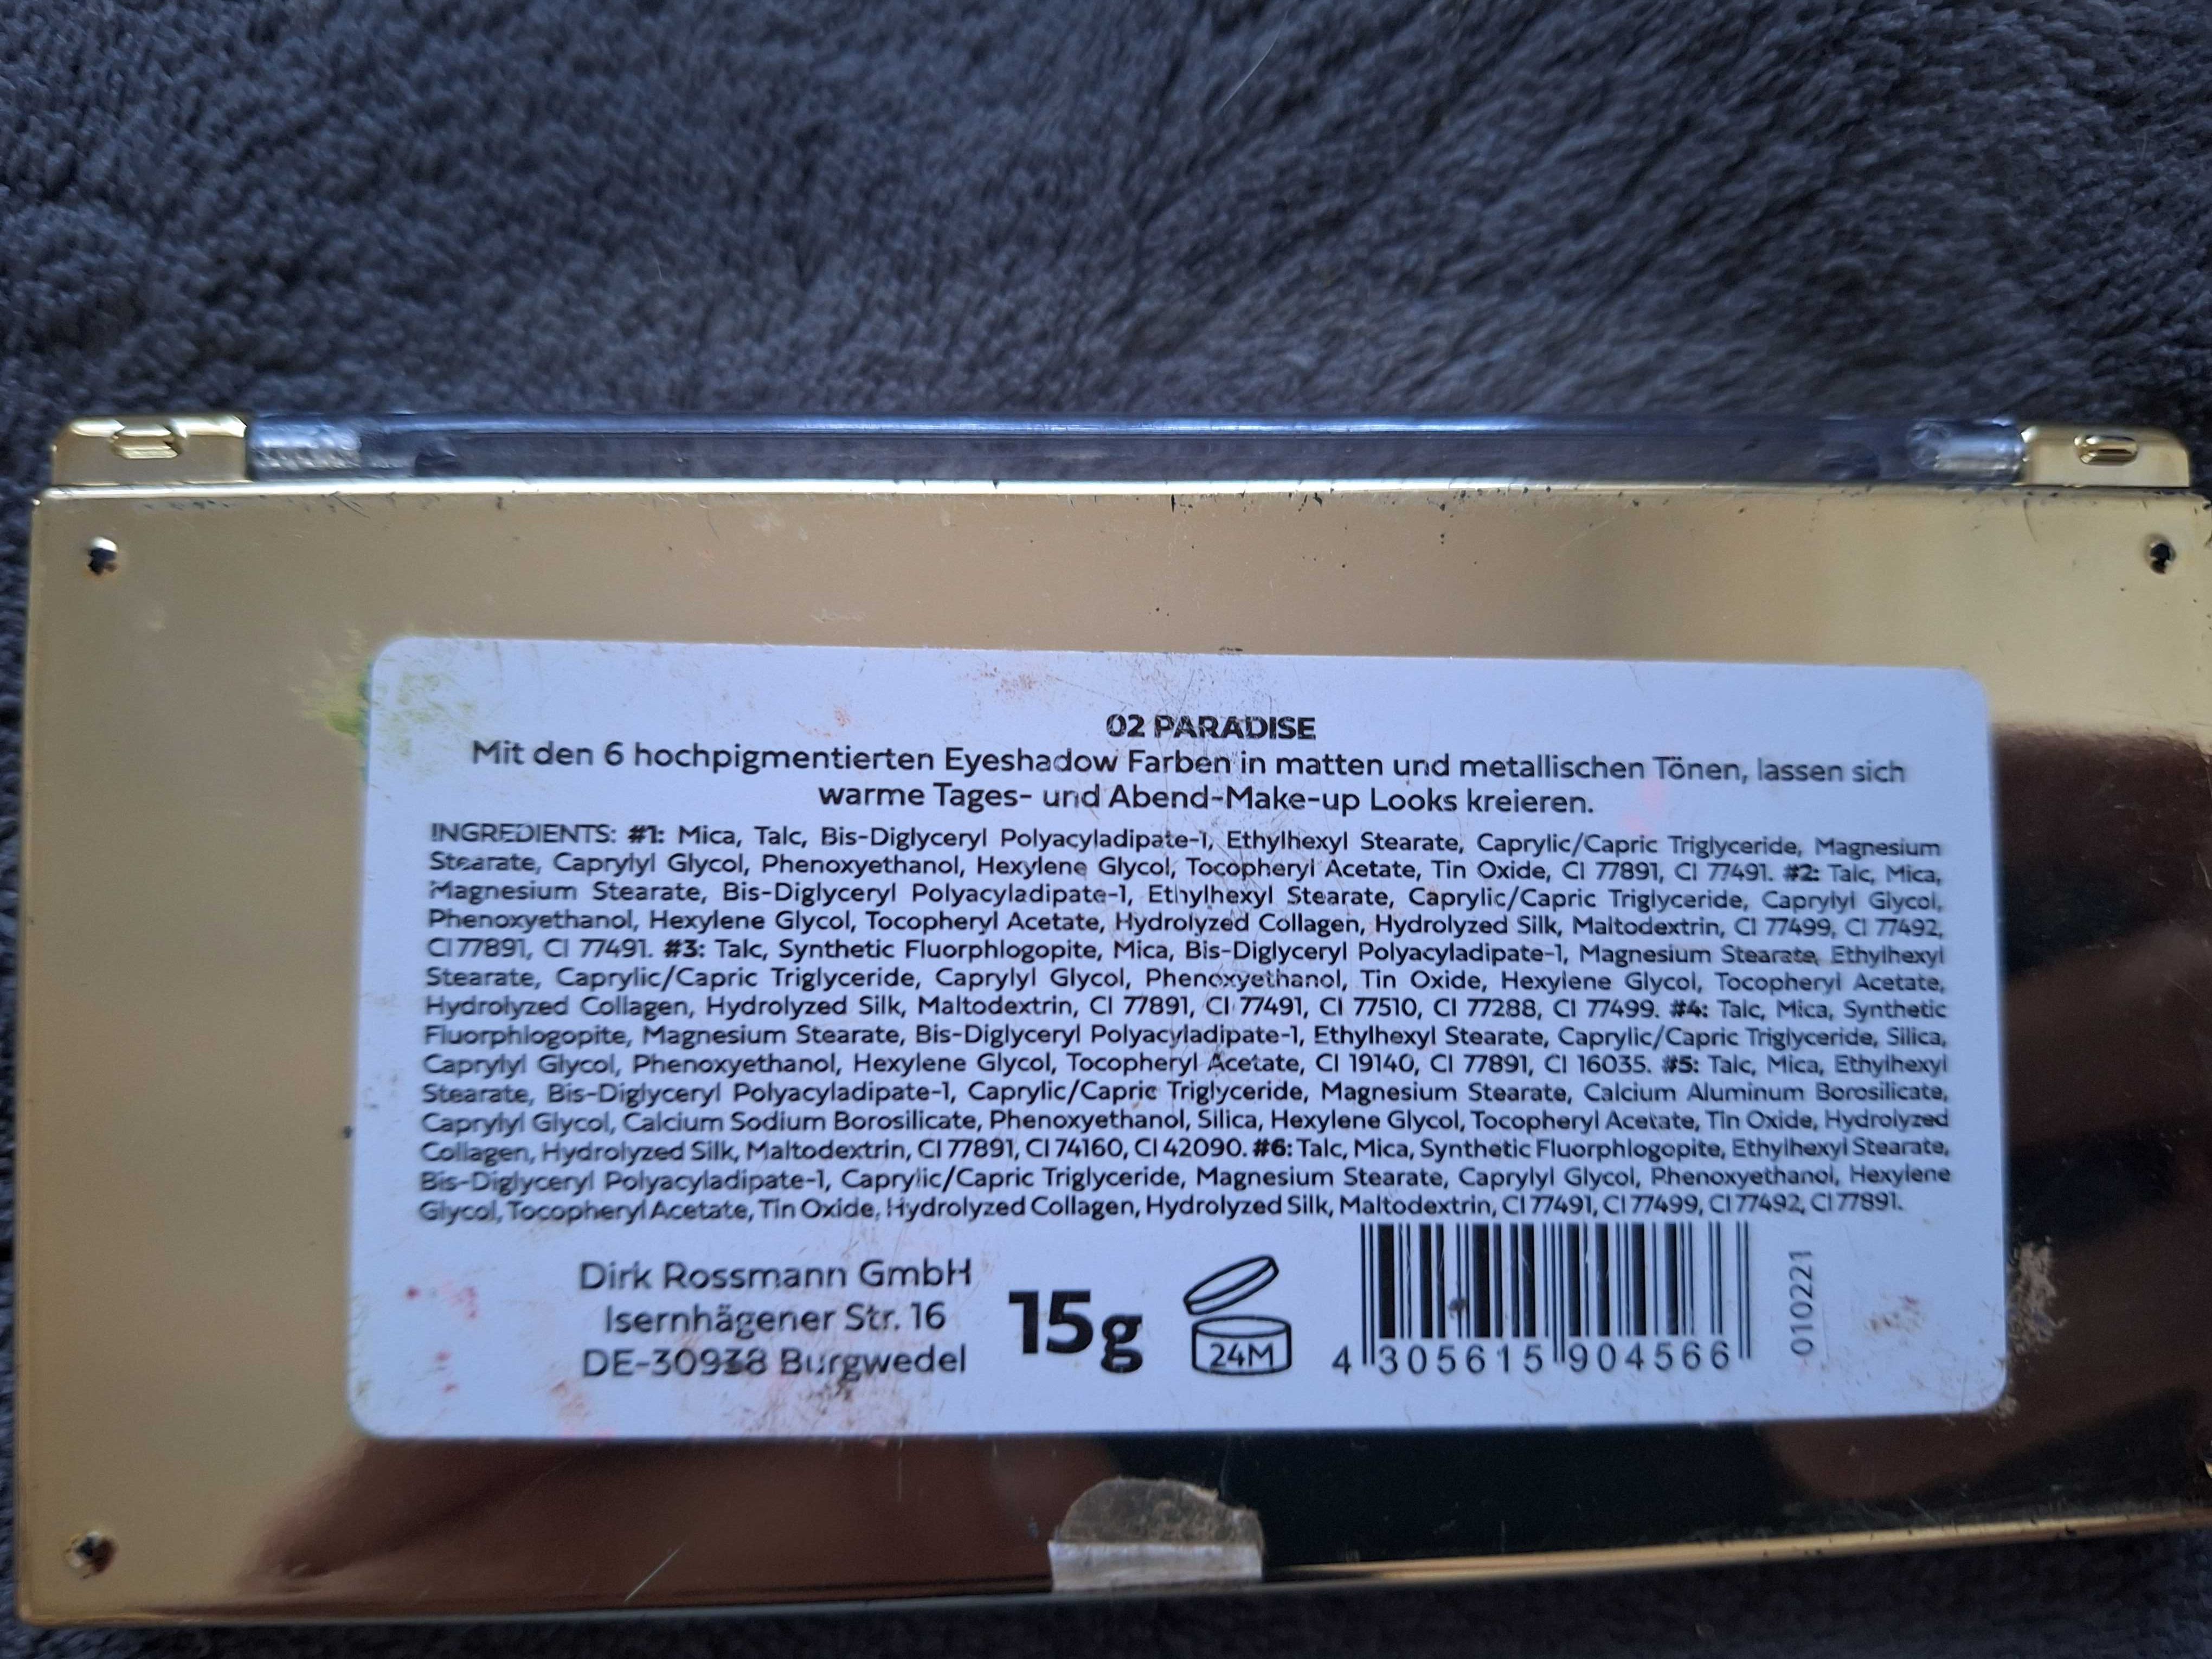 02 PARADISE
Mit den 6 hochpigmentierten Eyeshadow Farben in matten und metallischen Tönen, lassen sich
warme Tages- und Abend-Make-up Looks kreieren.
INGREDIENTS: #1: Mica, Talc, Bis-Diglyceryl Polyacyladipate-1, Ethylhexyl Stearate, Caprylic/Capric Triglyceride, Magnesium
Stearate, Caprylyl Glycol, Phenoxyethanol, Hexylene Glycol, Tocopheryl Acetate, Tin Oxide, CI 77891, CI 77491. #2: Talc, Mica,
Magnesium Stearate, Bis-Diglyceryl Polyacyladipate-1, Ethylhexyl Stearate, Caprylic/Capric Triglyceride, Caprylyl Glycol,
Phenoxyethanol, Hexylene Glycol, Tocopheryl Acetate, Hydrolyzed Collagen, Hydrolyzed Silk, Maltodextrin, CI 77499, CI 77492,
CI 77891, CI 77491. #3: Talc, Synthetic Fluorphlogopite, Mica, Bis-Diglyceryl Polyacyladipate-1, Magnesium Stearate, Ethylhexyl
Stearate, Caprylic/Capric Triglyceride, Caprylyl Glycol, Phenoxyethanol, Tin Oxide, Hexylene Glycol, Tocopheryl Acetate,
Hydrolyzed Collagen, Hydrolyzed Silk, Maltodextrin, CI 77891, CI 77491, CI 77510, CI 77288, CI 77499. #4: Talc, Mica, Synthetic
Fluorphlogopite, Magnesium Stearate, Bis-Diglyceryl Polyacyladipate-1, Ethylhexyl Stearate, Caprylic/Capric Triglyceride, Silica,
Caprylyl Glycol, Phenoxyethanol, Hexylene Glycol, Tocopheryl Acetate, CI 19140, CI 77891, CI 16035. #5: Talc, Mica, Ethylhexyl
Stearate, Bis-Diglyceryl Polyacyladipate-1, Caprylic/Capric Triglyceride, Magnesium Stearate, Calcium Aluminum Borosilicate,
Caprylyl Glycol, Calcium Sodium Borosilicate, Phenoxyethanol, Silica, Hexylene Glycol, Tocopheryl Acetate, Tin Oxide, Hydrolyzed
Collagen, Hydrolyzed Silk, Maltodextrin, CI 77891, CI 74160, CI 42090. #6: Talc, Mica, Synthetic Fluorphlogopite, Ethylhexyl Stearate,
Bis-Diglyceryl Polyacyladipate-1, Caprylic/Capric Triglyceride, Magnesium Stearate, Caprylyl Glycol, Phenoxyethanol, Hexylene
Glycol, Tocopheryl Acetate, Tin Oxide, Hydrolyzed Collagen, Hydrolyzed Silk, Maltodextrin, CI 77491, CI 77499, CI 77492, CI 77891.
Dirk Rossmann GmbH
Isernhägener Str. 16
DE-30938 Burgwedel
15g
24M
4 305615 904566
010221